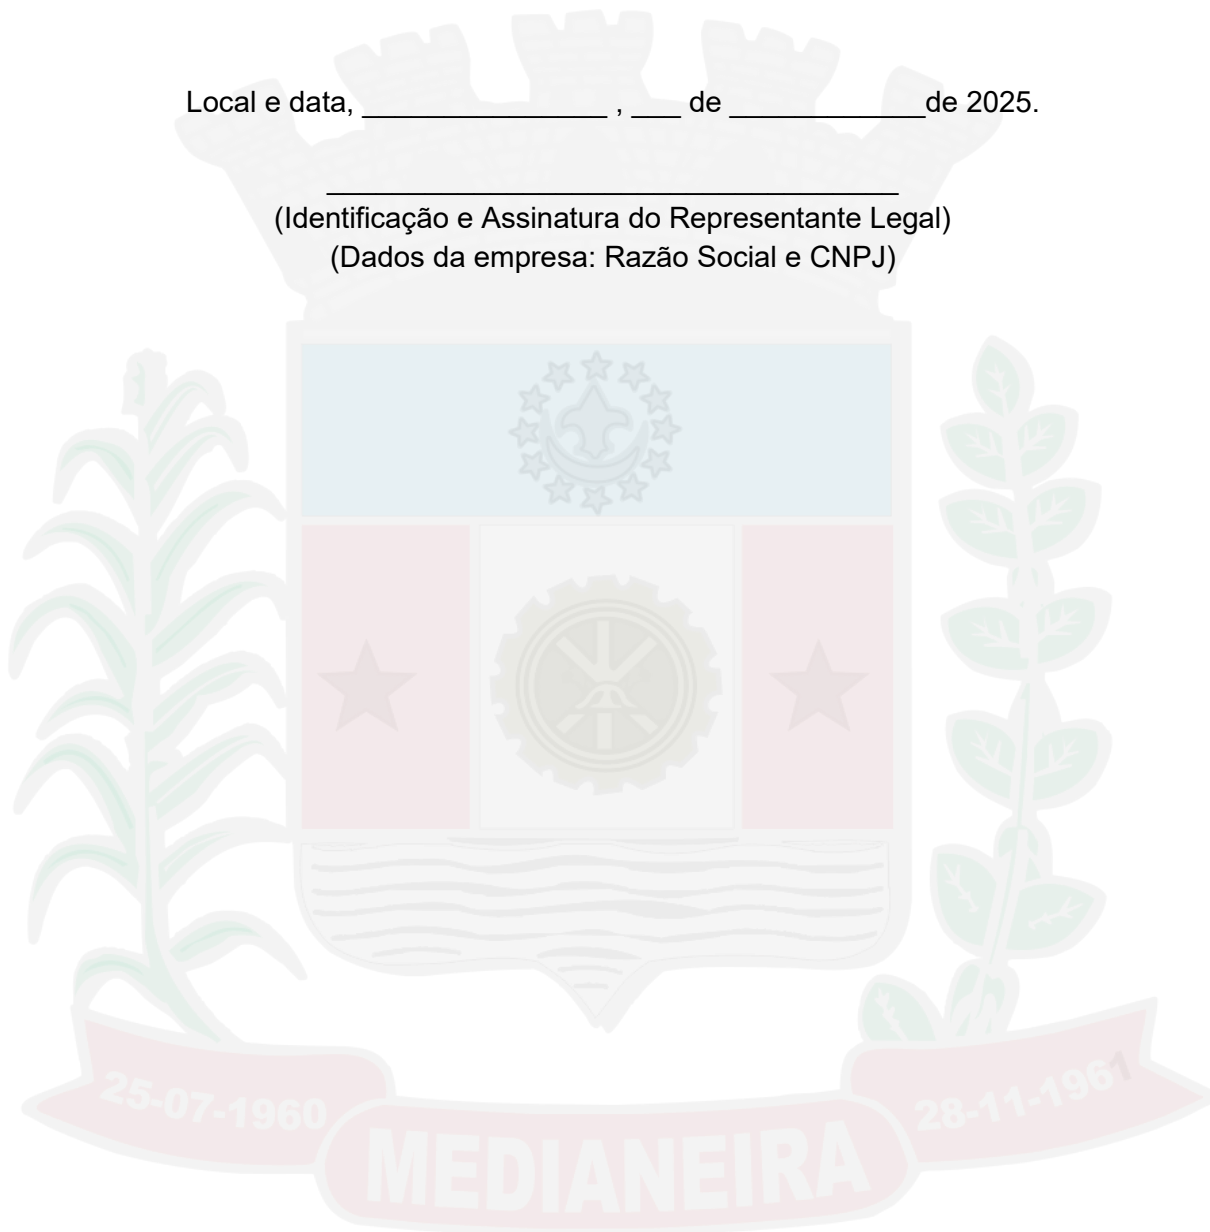 Local e data, _______________ , ___ de ____________de 2025.
___________________________________
(Identificação e Assinatura do Representante Legal)
(Dados da empresa: Razão Social e CNPJ)
25-07-1960
28-11-1961
MEDIANEIRA